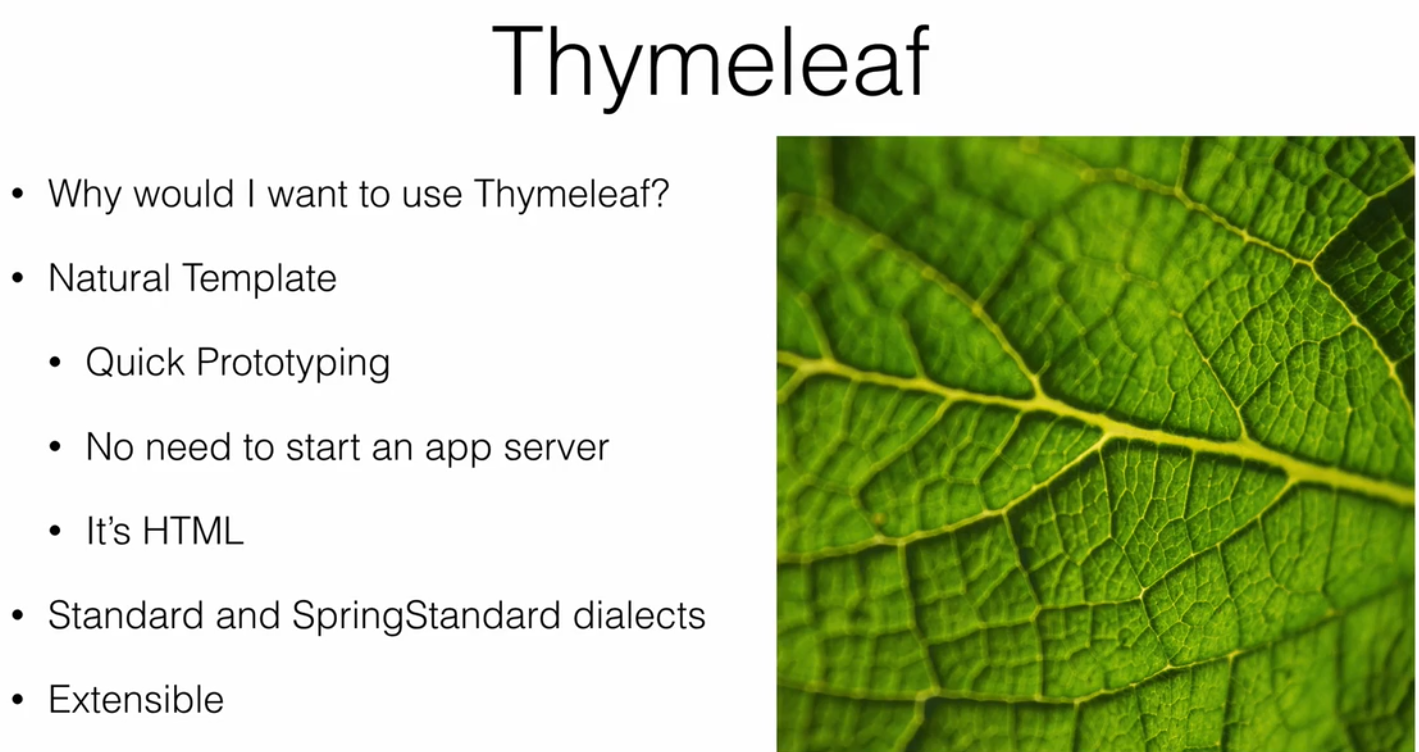 Thymeleaf
• Why would I want to use Thymeleaf?
• Natural Template
• Quick Prototyping
• No need to start an app server
• It’s HTML
• Standard and SpringStandard dialects
• Extensible